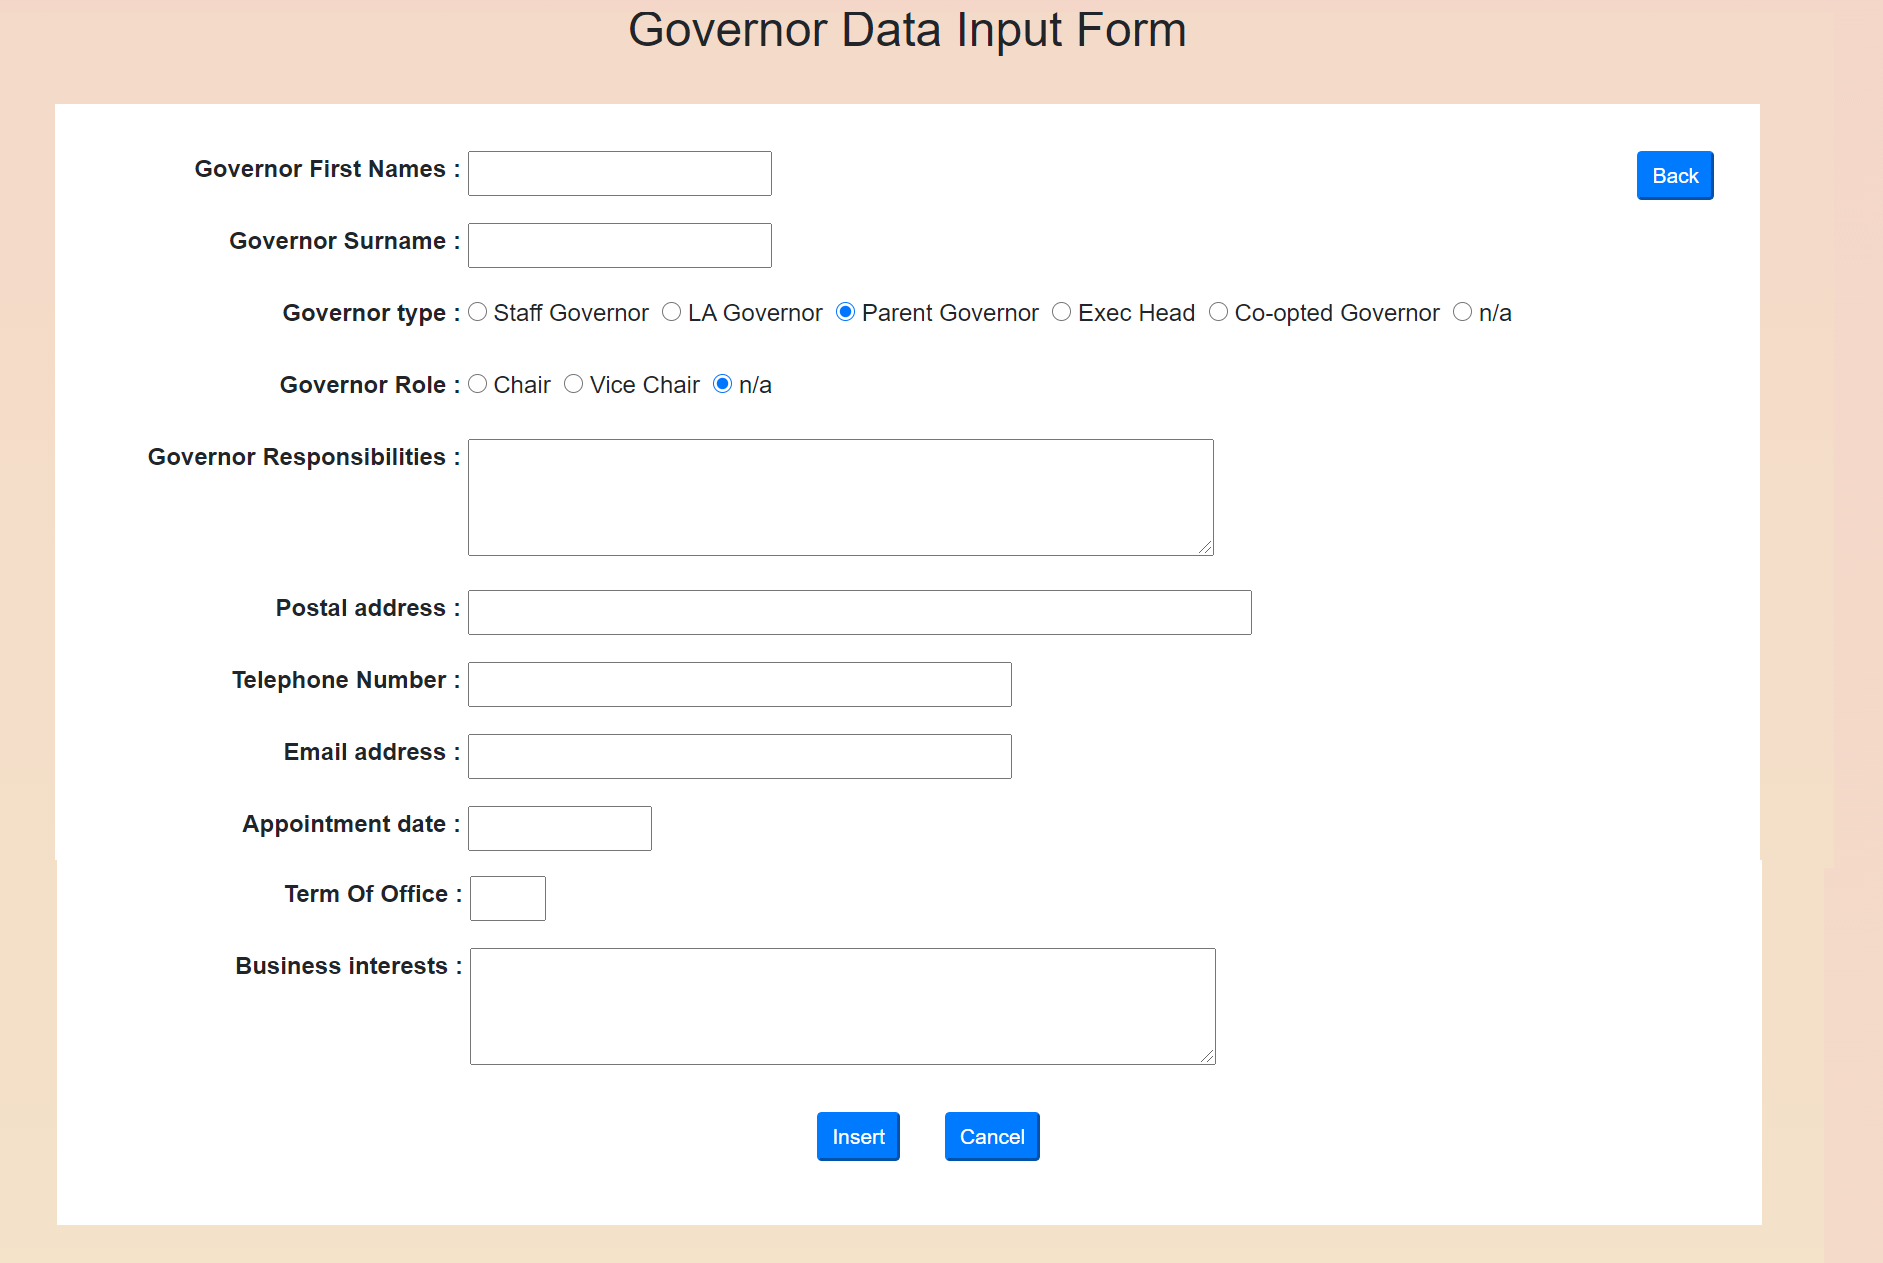 Governor Data Input Form
Governor First Names :
Back
Governor Surname :
Governor type : Staff Governor LA Governor Parent Governor Exec Head Co-opted Governor n/a
Governor Role : Chair Vice Chair n/a
Governor Responsibilities :
Postal address :
Telephone Number :
Email address :
Appointment date :
Term Of Office :
Business interests :
Insert Cancel